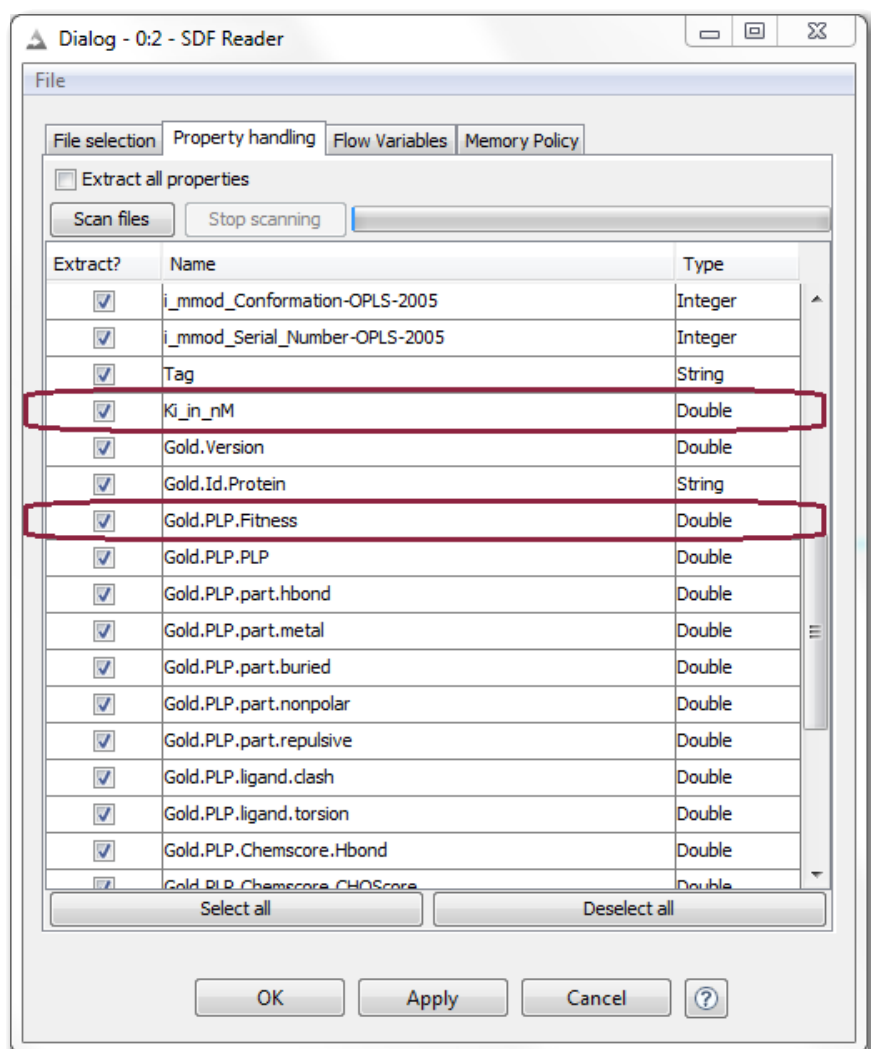 Dialog - 0:2 - SDF Reader
File
File selection Property handling Flow Variables Memory Policy
Extract all properties
Scan files Stop scanning
Extract? Name Type
i_mmod_Conformation-OPLS-2005 Integer
i_mmod_Serial_Number-OPLS-2005 Integer
Tag String
Ki_in_nM Double
Gold.Version Double
Gold.Id.Protein String
Gold.PLP.Fitness Double
Gold.PLP.PLP Double
Gold.PLP.part.hbond Double
Gold.PLP.part.metal Double
Gold.PLP.part.buried Double
Gold.PLP.part.nonpolar Double
Gold.PLP.part.repulsive Double
Gold.PLP.ligand.clash Double
Gold.PLP.ligand.torsion Double
Gold.PLP.Chemscore.Hbond Double
Gold.PLP.Chemscore.CHOScore Double
Select all Deselect all
OK Apply Cancel ?